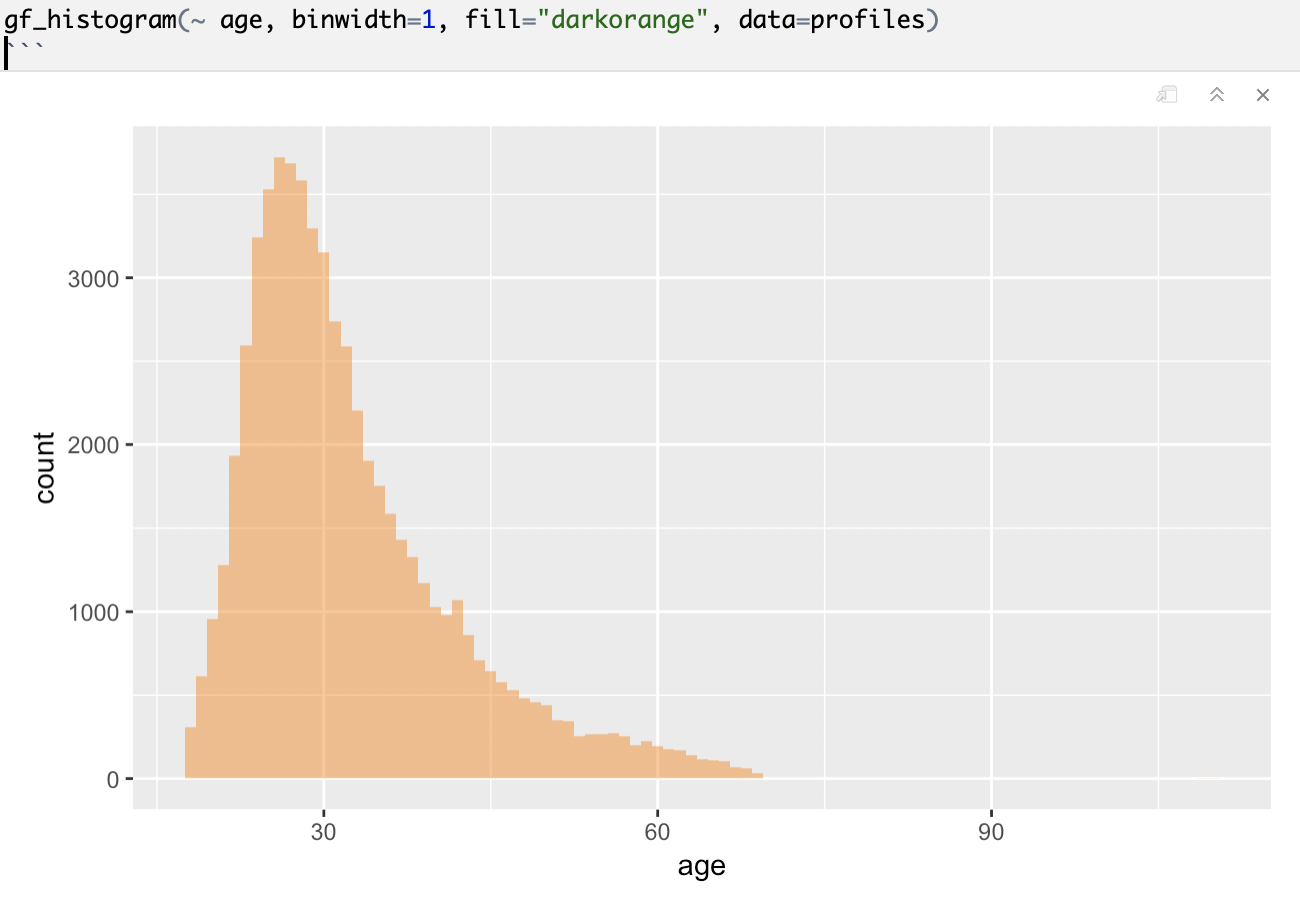 gf_histogram(~ age, binwidth=1, fill="darkorange", data=profiles)
```
3000
2000
1000
0
count
30 60 90
age